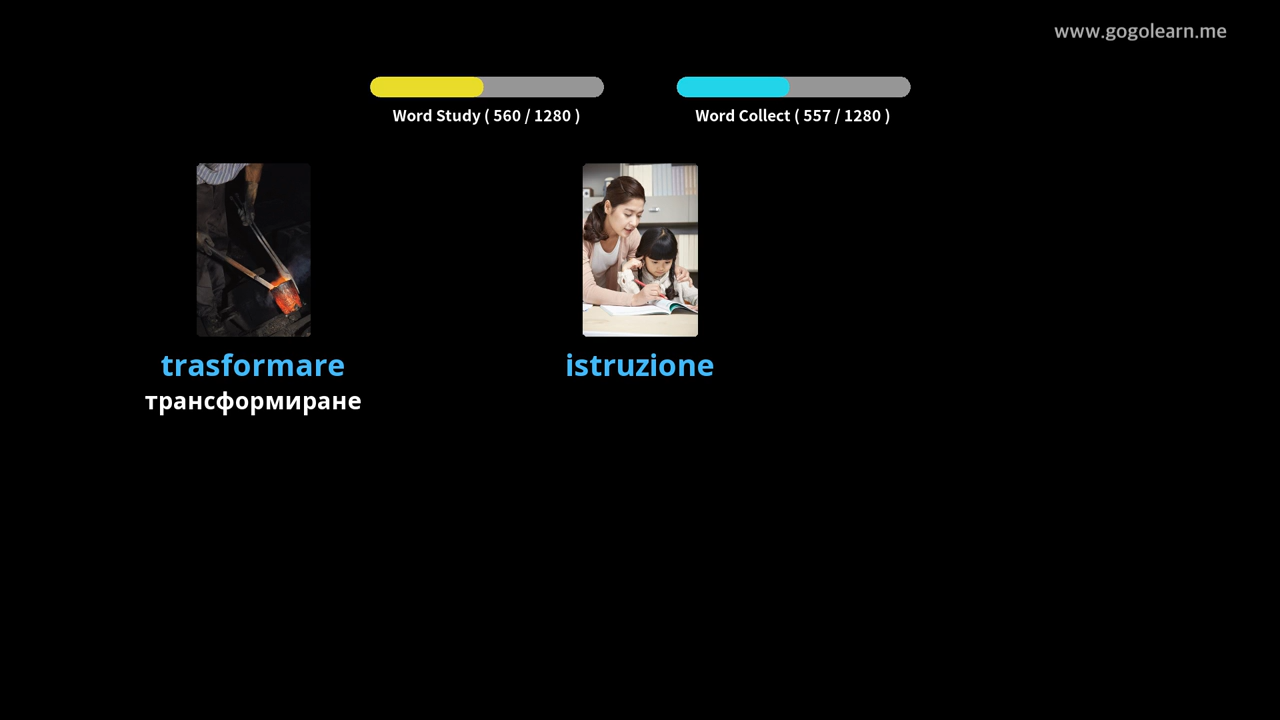 www.gogolearn.me
Word Study ( 560 / 1280 )
Word Collect ( 557 / 1280 )
trasformare
трансформиране
istruzione